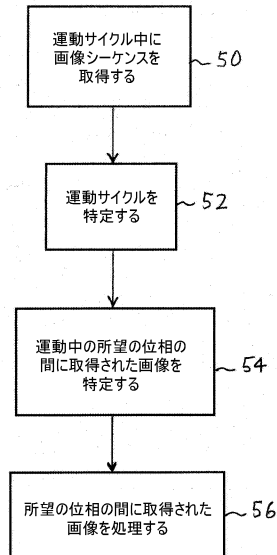 運動サイクル中に
画像シーケンスを
取得する
50
運動サイクルを
特定する
52
運動中の所望の位相の
間に取得された画像を
特定する
54
所望の位相の間に取得された
画像を処理する
56